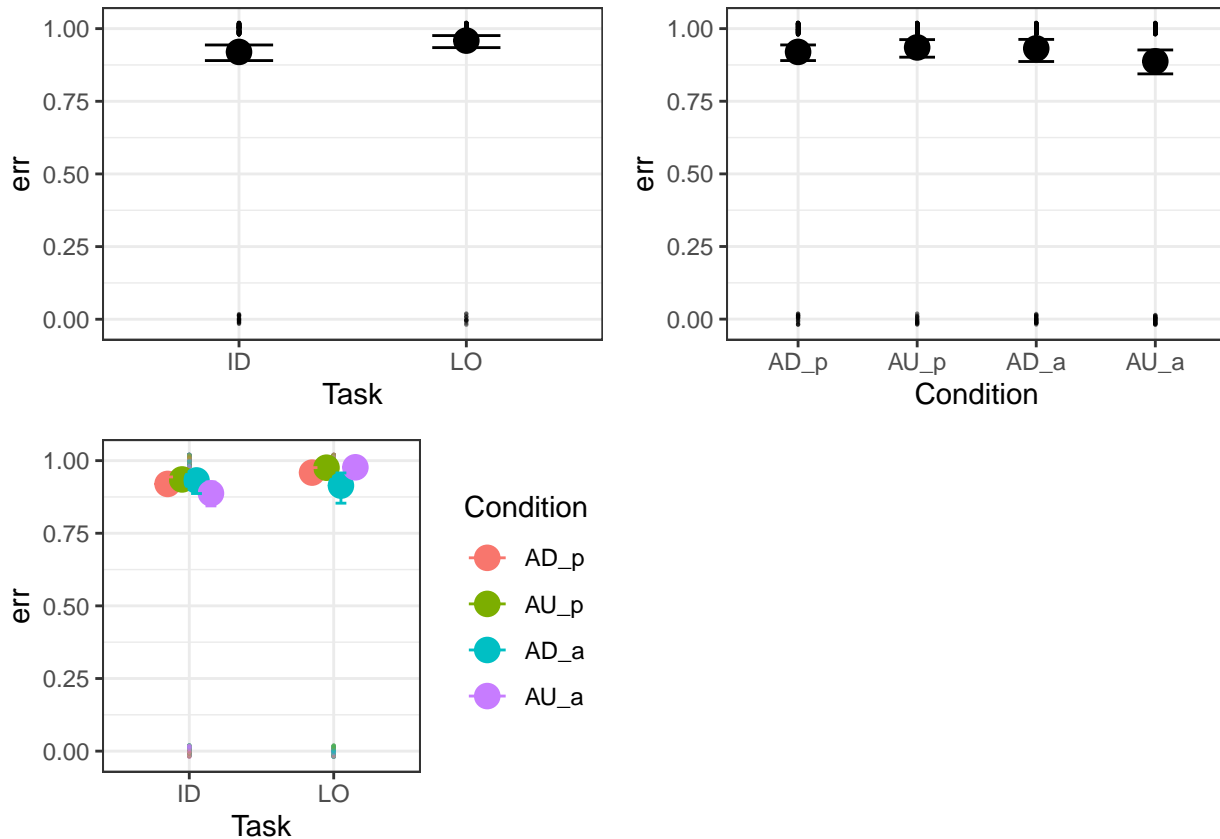 1.00
0.75
0.50
0.25
0.00
err
ID LO
Task
1.00
0.75
0.50
0.25
0.00
err
AD_p AU_p AD_a AU_a
Condition
1.00
0.75
0.50
0.25
0.00
err
ID LO
Task
Condition
AD_p
AU_p
AD_a
AU_a